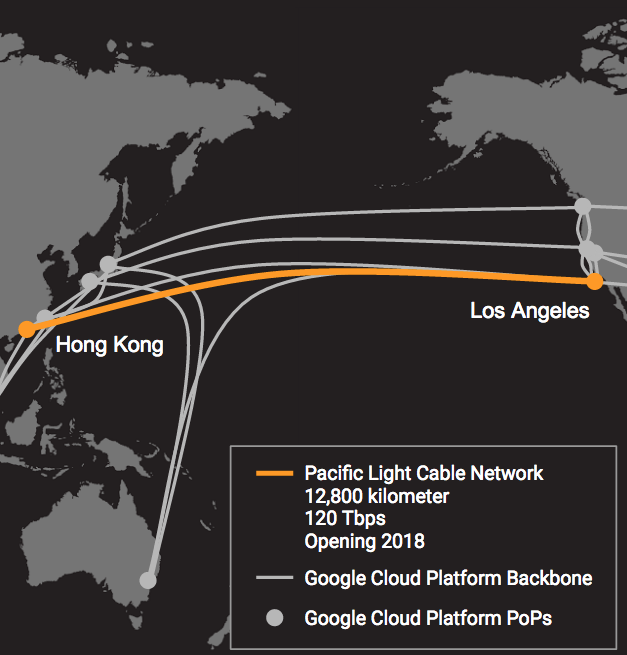 Los Angeles
Hong Kong
Pacific Light Cable Network
12,800 kilometer
120 Tbps
Opening 2018
Google Cloud Platform Backbone
Google Cloud Platform PoPs